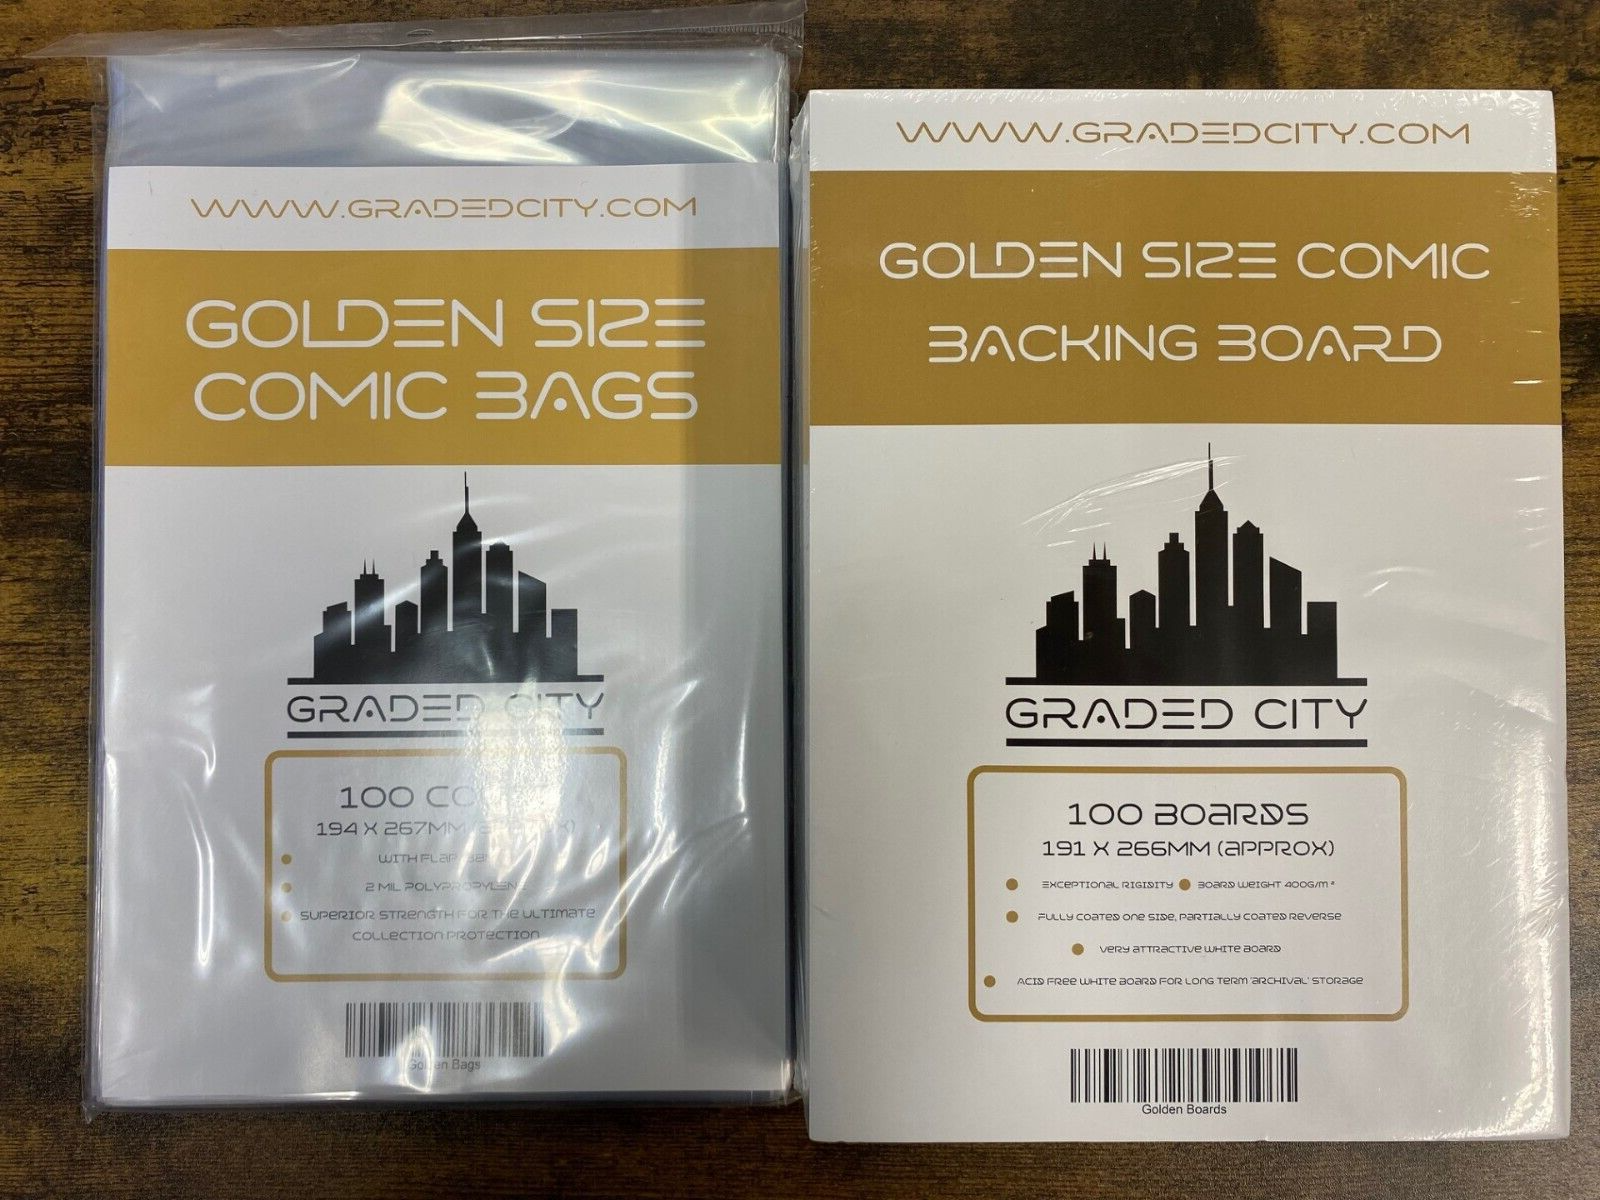 WWW.GRADEDCITY.COM
GOLDEN SIZE
COMIC BAGS
GRADED CITY
100 CO
194 X 267MM
WITH FLAP
2 MIL POLYPROPYLENE
SUPERIOR STRENGTH FOR THE ULTIMATE
COLLECTION PROTECTION
Golden Bags
WWW.GRADEDCITY.COM
GOLDEN SIZE COMIC
BACKING BOARD
GRADED CITY
100 BOARDS
191 X 266MM (APPROX)
EXCEPTIONAL RIGIDITY BOARD WEIGHT 400G/M²
FULLY COATED ONE SIDE, PARTIALLY COATED REVERSE
VERY ATTRACTIVE WHITE BOARD
ACID FREE WHITE BOARD FOR LONG TERM 'ARCHIVAL' STORAGE
Golden Boards